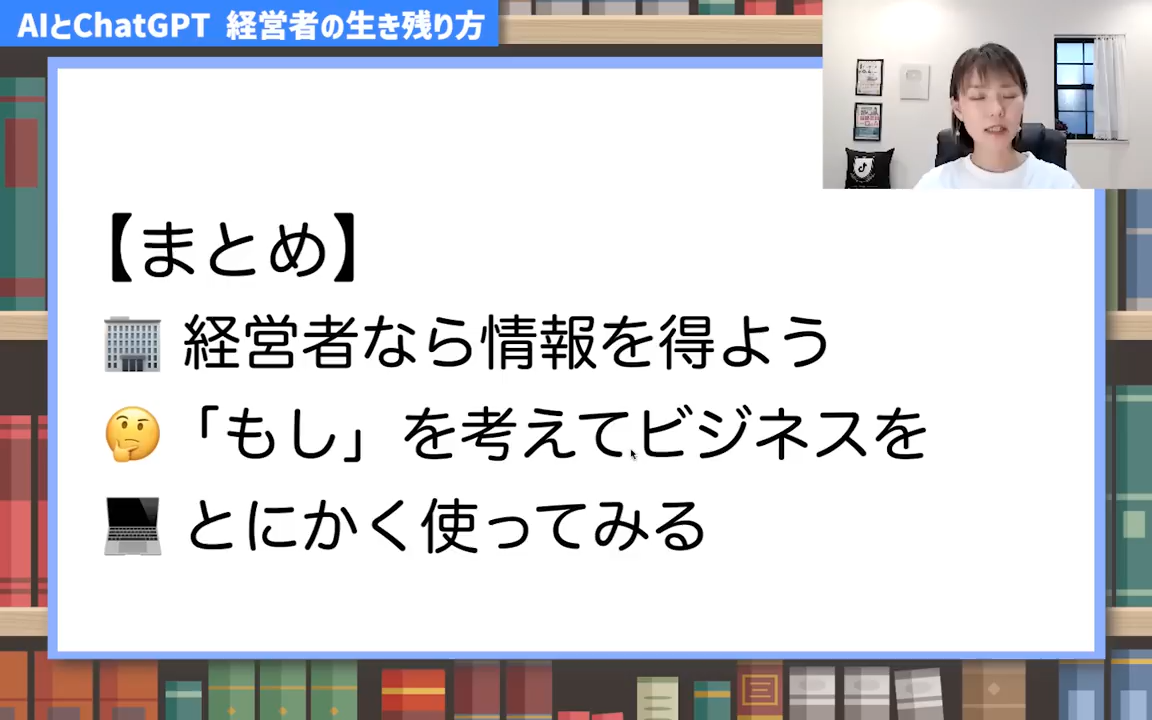 AIとChatGPT 経営者の生き残り方
【まとめ】
🏢 経営者なら情報を得よう
🤔 「もし」を考えてビジネスを
💻 とにかく使ってみる